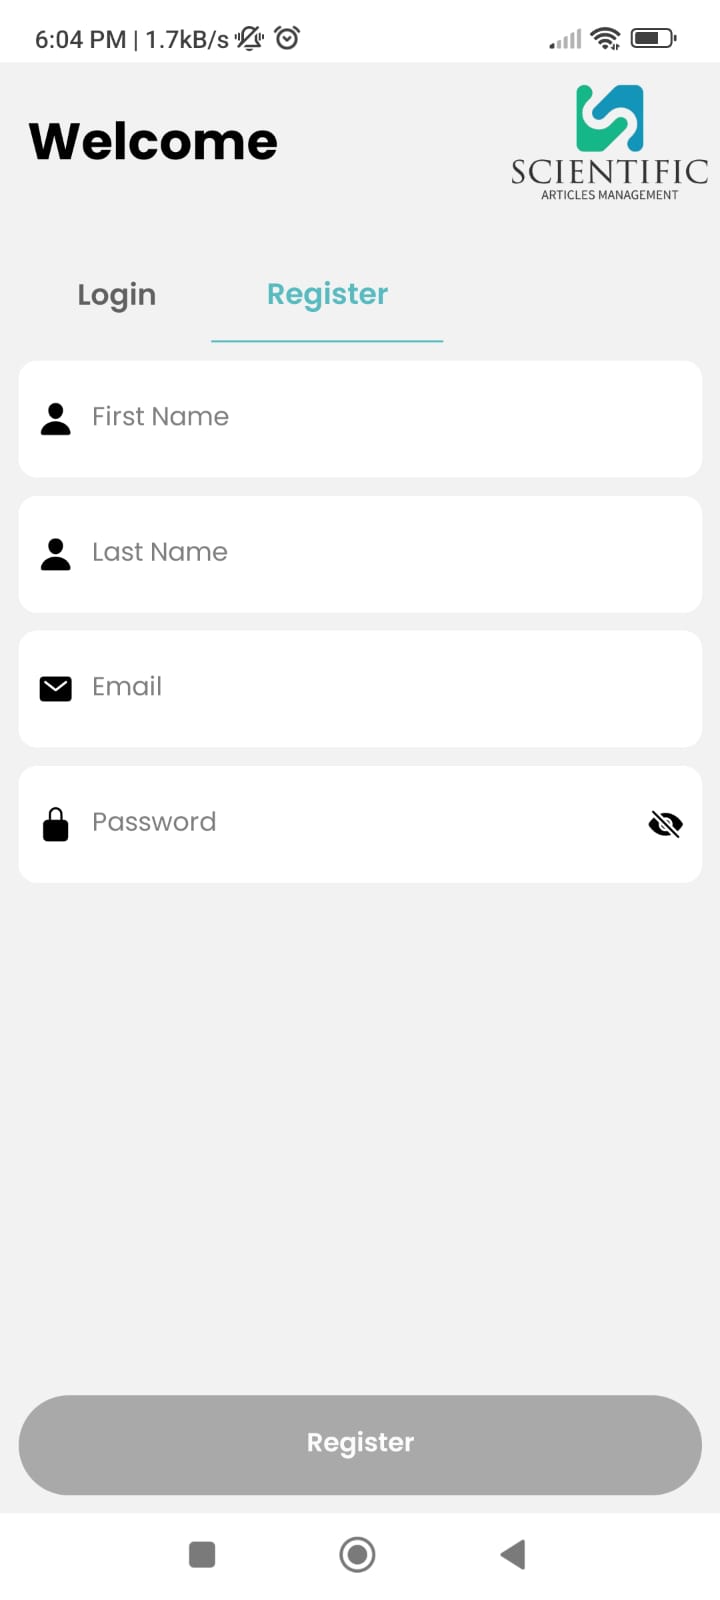 6:04 PM | 1.7kB/s
Welcome
SCIENTIFIC
ARTICLES MANAGEMENT
Login
Register
First Name
Last Name
Email
Password
Register